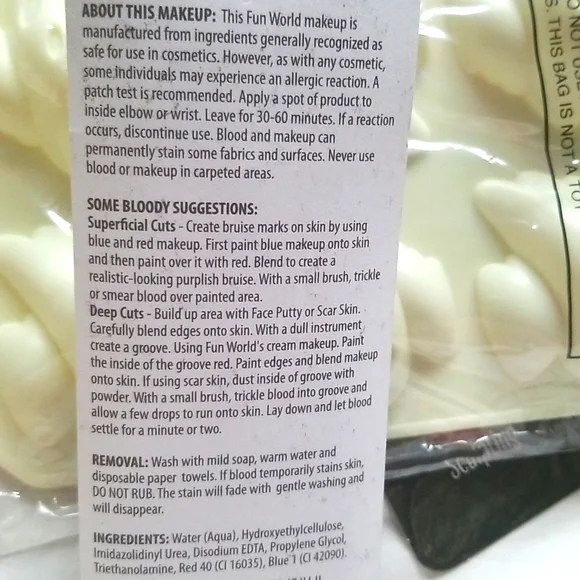 ABOUT THIS MAKEUP: This Fun World makeup is
manufactured from ingredients generally recognized as
safe for use in cosmetics. However, as with any cosmetic,
some individuals may experience an allergic reaction. A
patch test is recommended. Apply a spot of product to
inside elbow or wrist. Leave for 30-60 minutes. If a reaction
occurs, discontinue use. Blood and makeup can
permanently stain some fabrics and surfaces. Never use
blood or makeup in carpeted areas.
SOME BLOODY SUGGESTIONS:
Superficial Cuts - Create bruise marks on skin by using
blue and red makeup. First paint blue makeup onto skin
and then paint over it with red. Blend to create a
realistic-looking purplish bruise. With a small brush, trickle
or smear blood over painted area.
Deep Cuts - Build up area with Face Putty or Scar Skin.
Carefully blend edges onto skin. With a dull instrument
create a groove. Using Fun World's cream makeup. Paint
the inside of the groove red. Paint edges and blend makeup
onto skin. If using scar skin, dust inside of groove with
powder. With a small brush, trickle blood into groove and
allow a few drops to run onto skin. Lay down and let blood
settle for a minute or two.
REMOVAL: Wash with mild soap, warm water and
disposable paper towels. If blood temporarily stains skin,
DO NOT RUB. The stain will fade with gentle washing and
will disappear.
INGREDIENTS: Water (Aqua), Hydroxyethylcellulose,
Imidazolidinyl Urea, Disodium EDTA, Propylene Glycol,
Triethanolamine, Red 40 (CI 16035), Blue 1 (CI 42090).
THIS BAG IS NOT A